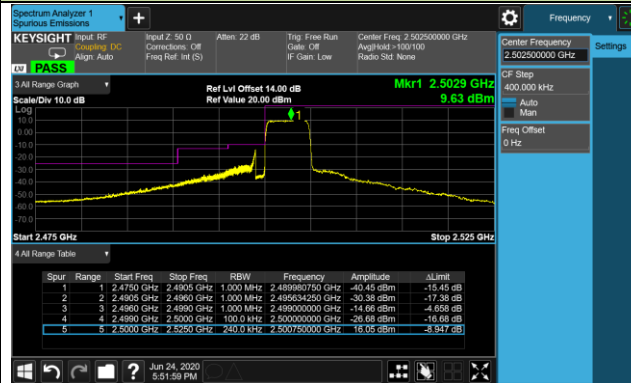 Spectrum Analyzer 1
Spurious Emissions
Frequency
KEYSIGHT
Input: RF
Coupling: DC
Align: Auto
Input Z: 50 Ω
Corrections: Off
Freq Ref: Int (S)
Atten: 22 dB
Trig: Free Run
Gate: Off
IF Gain: Low
Center Freq: 2.502500000 GHz
Avg|Hold:>100/100
Radio Std: None
LXI PASS
Center Frequency
2.502500000 GHz
Settings
CF Step
400.000 kHz
Auto
Man
Freq Offset
0 Hz
3 All Range Graph
Ref Lvl Offset 14.00 dB
Mkr1 2.5029 GHz
Scale/Div 10.0 dB
Ref Value 20.00 dBm
9.63 dBm
Log
10.0
0.00
-10.0
-20.0
-30.0
-40.0
-50.0
-60.0
-70.0
1
Start 2.475 GHz
Stop 2.525 GHz
4 All Range Table
Spur Range Start Freq Stop Freq RBW Frequency Amplitude ΔLimit
1 1 2.4750 GHz 2.4905 GHz 1.000 MHz 2.489980750 GHz -40.45 dBm -15.45 dB
2 2 2.4905 GHz 2.4960 GHz 1.000 MHz 2.495634250 GHz -30.38 dBm -17.38 dB
3 3 2.4960 GHz 2.4990 GHz 1.000 MHz 2.499000000 GHz -14.66 dBm -4.658 dB
4 4 2.4990 GHz 2.5000 GHz 100.0 kHz 2.500000000 GHz -26.68 dBm -16.68 dB
5 5 2.5000 GHz 2.5250 GHz 240.0 kHz 2.500750000 GHz 16.05 dBm -8.947 dB
?
Jun 24, 2020
5:51:59 PM